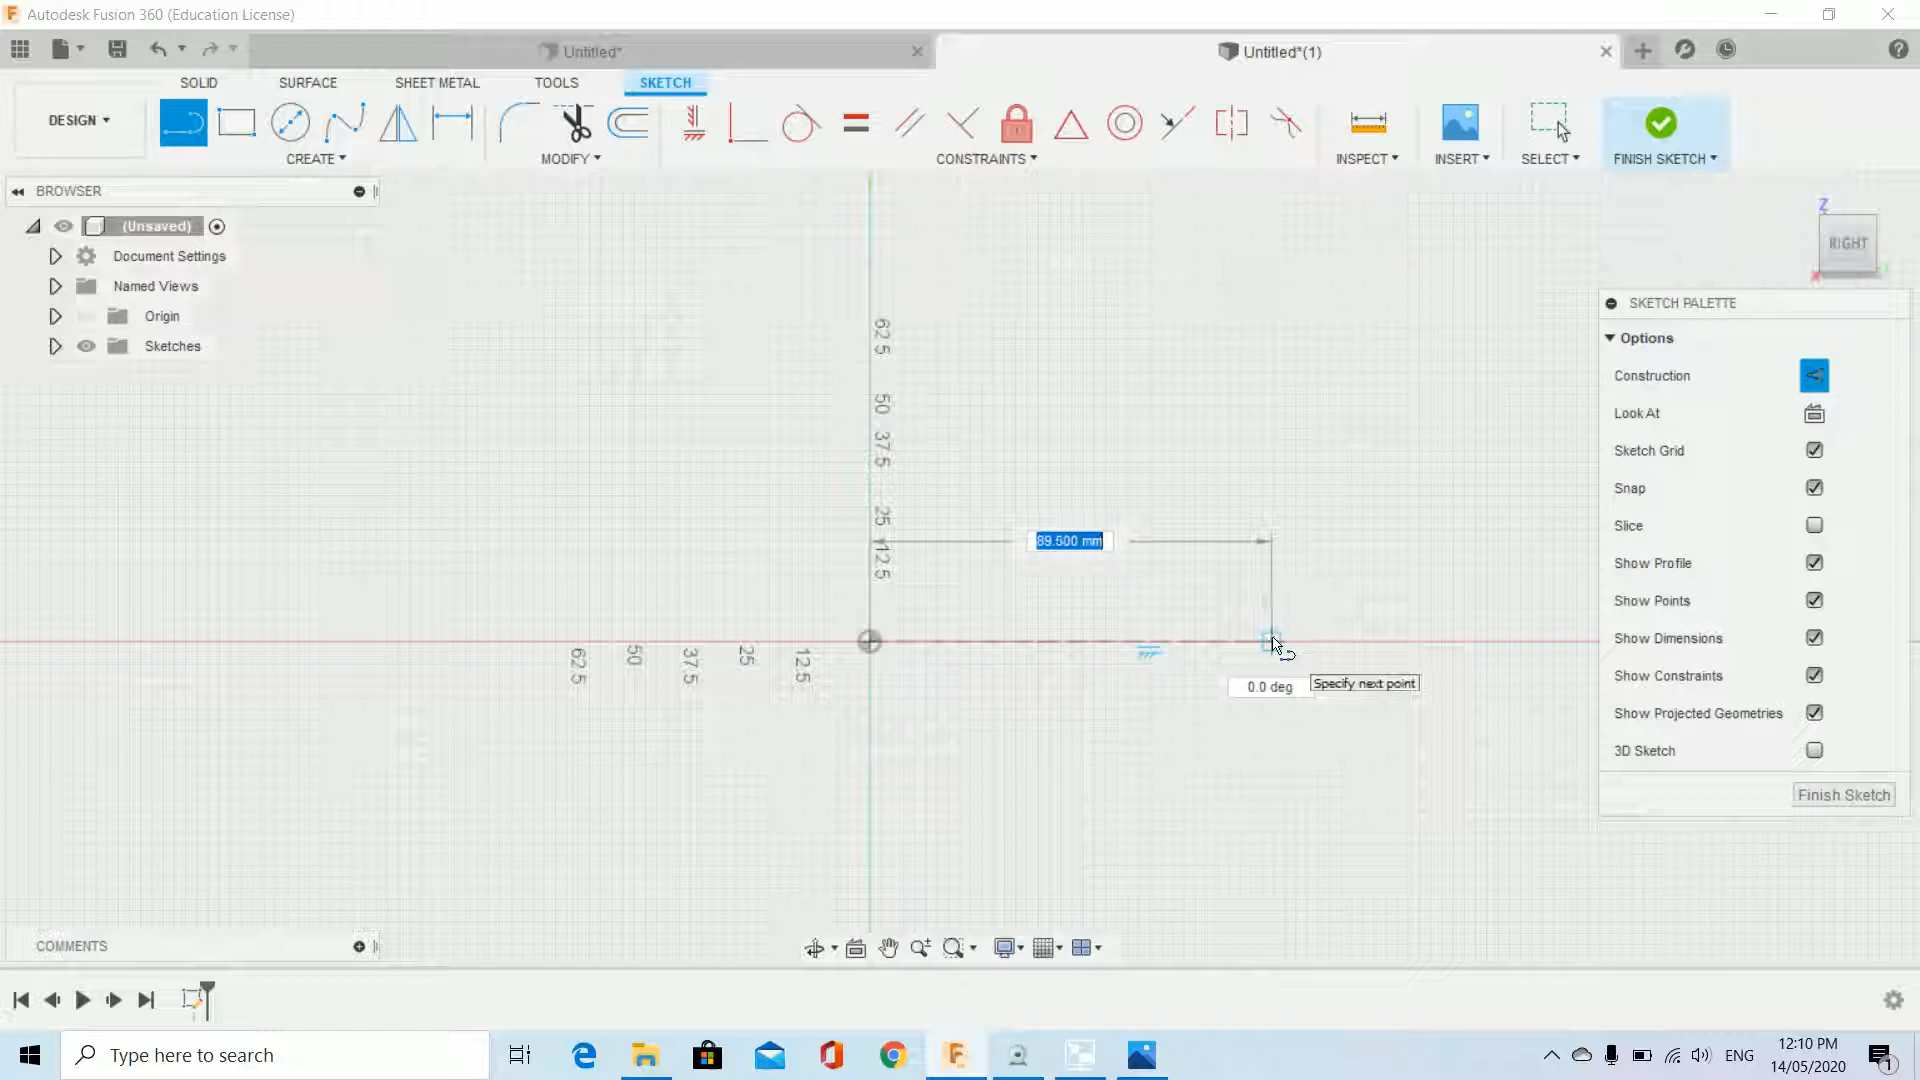 Autodesk Fusion 360 (Education License)
Untitled*
Untitled*(1)
SOLID
SURFACE
SHEET METAL
TOOLS
SKETCH
DESIGN
CREATE
MODIFY
CONSTRAINTS
INSPECT
INSERT
SELECT
FINISH SKETCH
BROWSER
(Unsaved)
Document Settings
Named Views
Origin
Sketches
Z
RIGHT
SKETCH PALETTE
Options
Construction
Look At
Sketch Grid
Snap
Slice
Show Profile
Show Points
Show Dimensions
Show Constraints
Show Projected Geometries
3D Sketch
Finish Sketch
62.5
50
37.5
25
12.5
89.500 mm
62.5
50
37.5
25
12.5
0.0 deg
Specify next point
COMMENTS
Type here to search
ENG
12:10 PM
14/05/2020
1